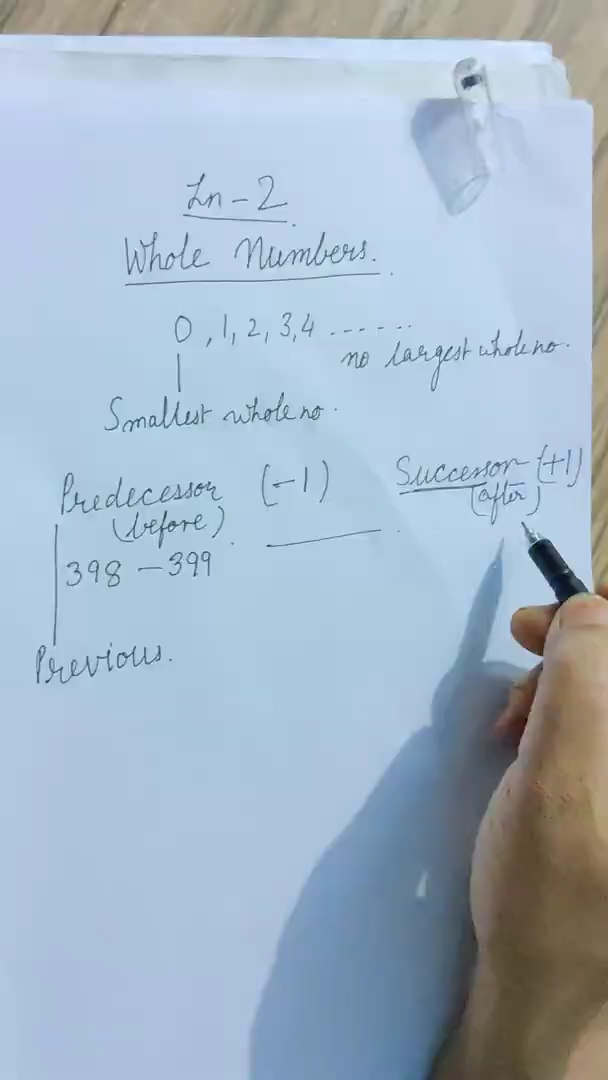 Ln-2
Whole Numbers.
0, 1, 2, 3, 4 ------
no largest whole no.
Smallest whole no.
Predecessor (-1)
(before).
398 - 399
Previous.
Successor (+1)
(after)